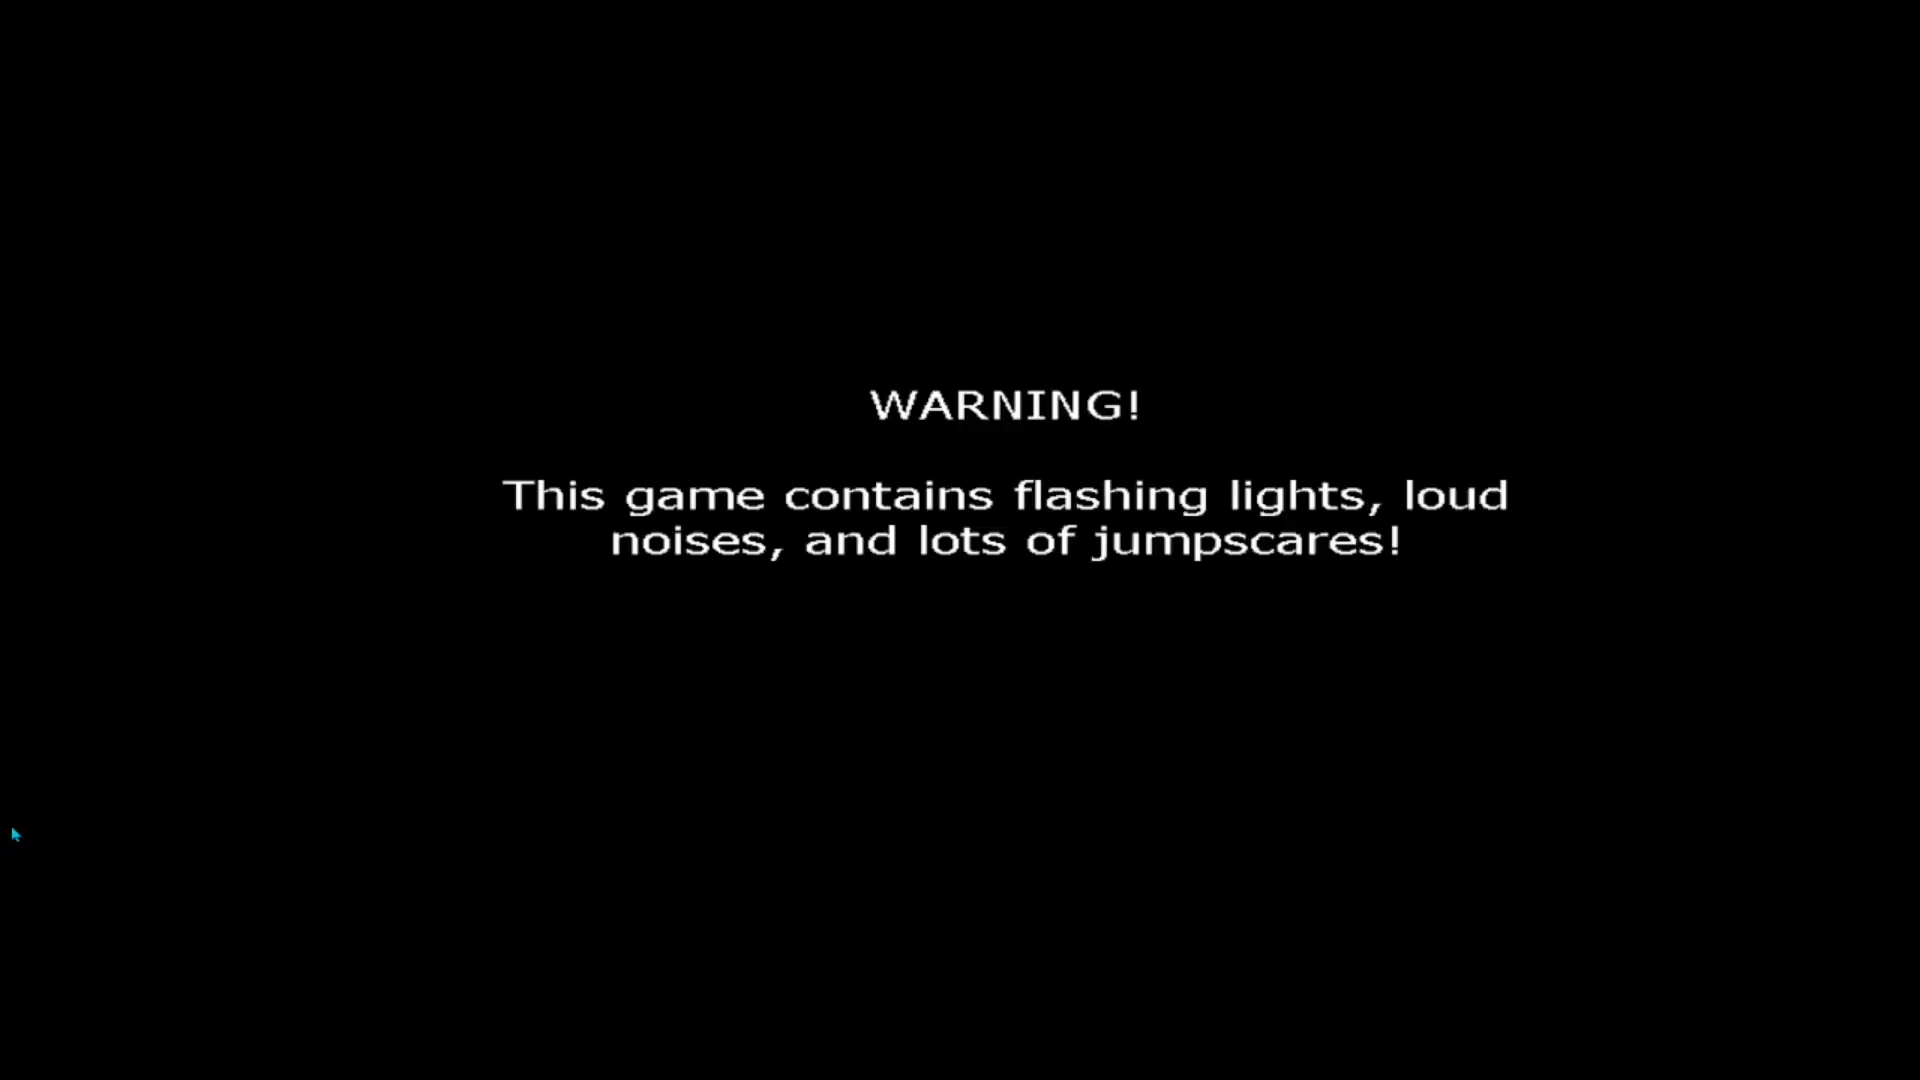 WARNING!
This game contains flashing lights, loud
noises, and lots of jumpscares!